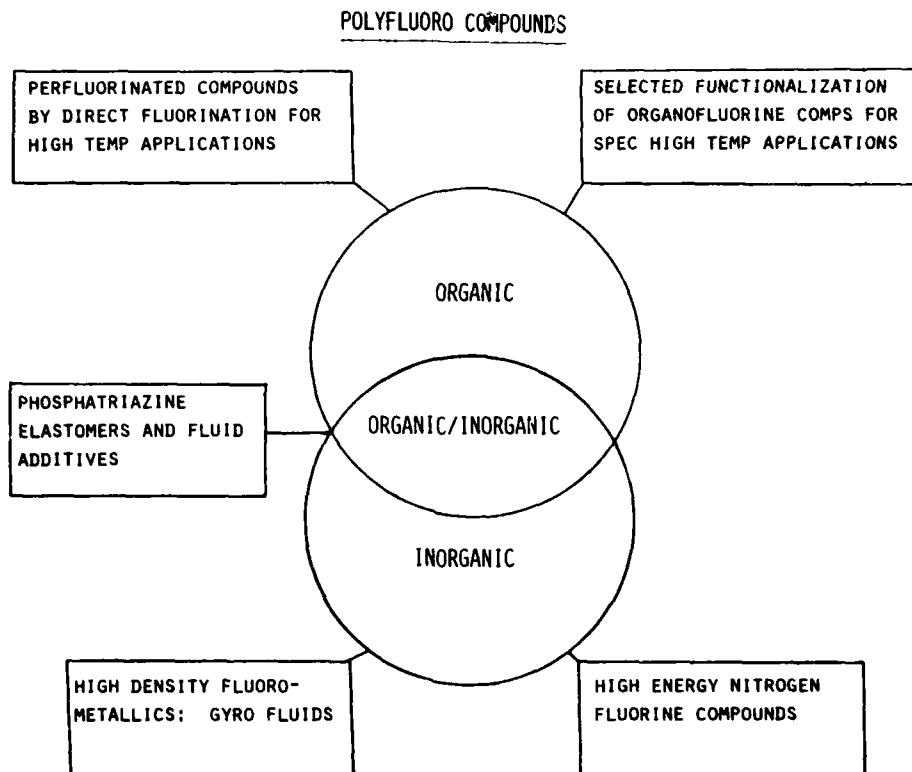 POLYFLUORO COMPOUNDS
PERFLUORINATED COMPOUNDS
BY DIRECT FLUORINATION FOR
HIGH TEMP APPLICATIONS
SELECTED FUNCTIONALIZATION
OF ORGANOFLUORINE COMPS FOR
SPEC HIGH TEMP APPLICATIONS
ORGANIC
PHOSPHATRIAZINE
ELASTOMERS AND FLUID
ADDITIVES
ORGANIC/INORGANIC
INORGANIC
HIGH DENSITY FLUORO-
METALLICS: GYRO FLUIDS
HIGH ENERGY NITROGEN
FLUORINE COMPOUNDS